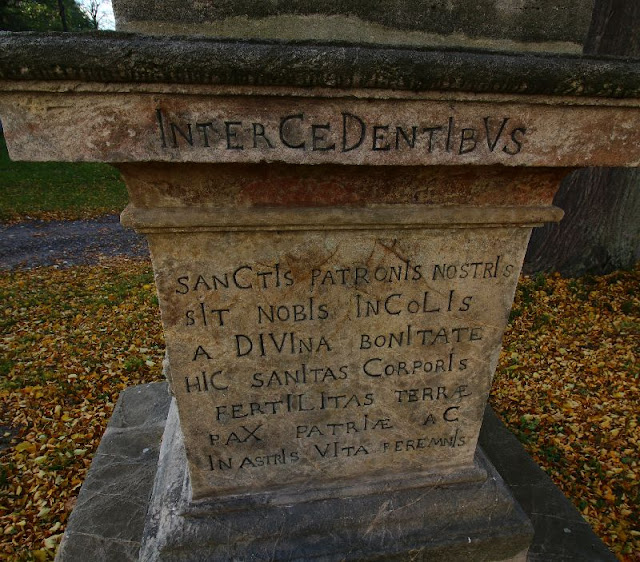 INTERCEDENTIBVS
SANCTIS PATRONIS NOSTRIS
SIT NOBIS INCOLIS
A DIVINA BONITATE
HIC SANITAS CORPORIS
FERTILITAS TERRÆ
PAX PATRIÆ AC
IN ASTRIS VITA PEREMNIS